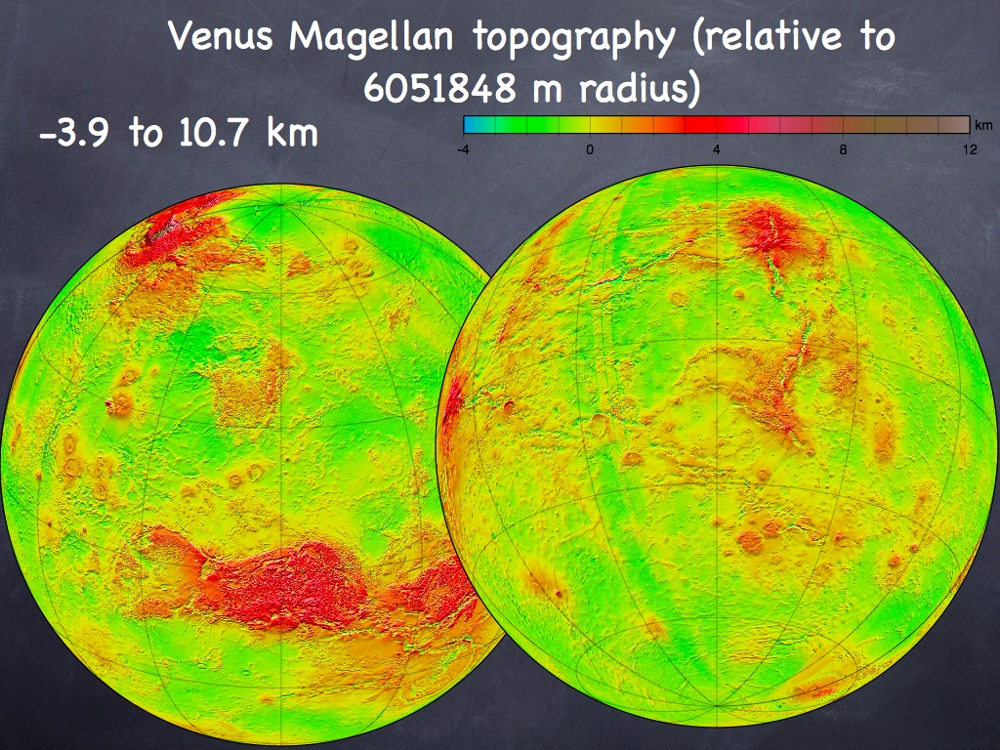 Venus Magellan topography (relative to
6051848 m radius)
-3.9 to 10.7 km
km
-4 0 4 8 12